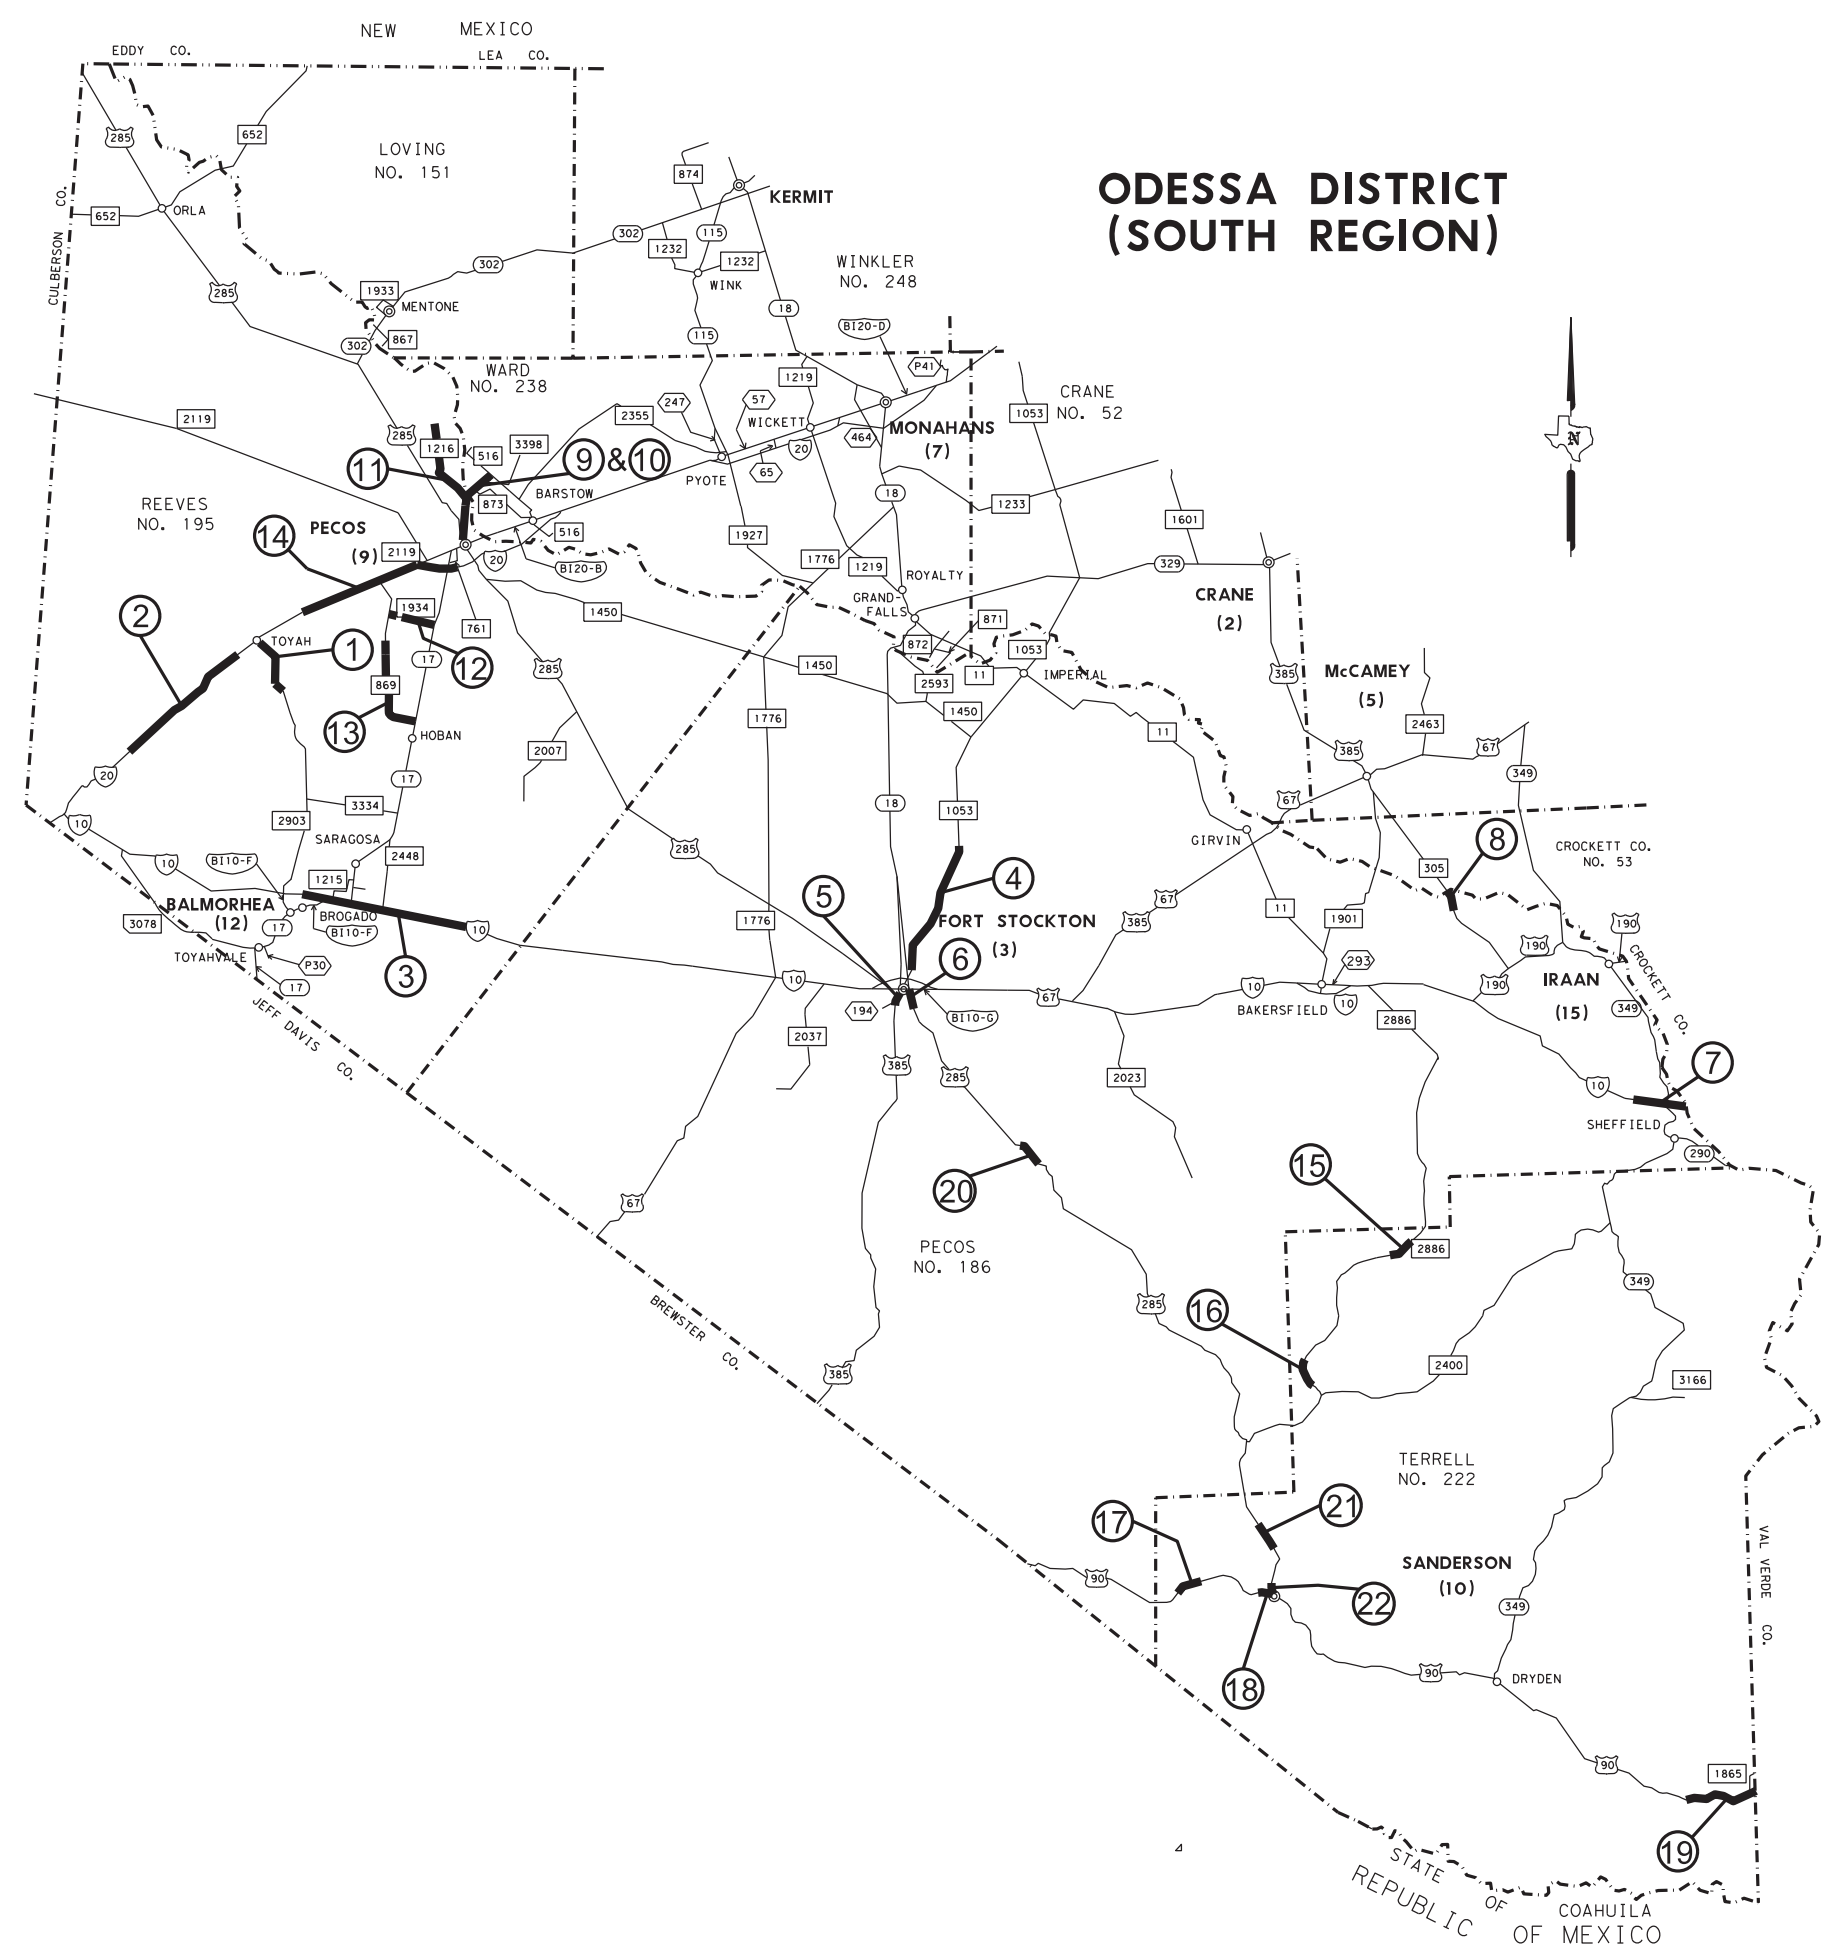 NEW MEXICO
EDDY CO.
LEA CO.
ODESSA DISTRICT
(SOUTH REGION)
LOVING
NO. 151
CULBERSON CO.
285
652
652
ORLA
285
302
302
1933
MENTONE
867
302
874
KERMIT
115
1232
1232
WINK
WINKLER
NO. 248
18
115
BI20-D
P41
WARD
NO. 238
1219
CRANE
NO. 52
1053
N
2119
285
1216
516
3398
2355
247
57
WICKETT
65
20
464
MONAHANS
(7)
PYOTE
11
9 & 10
BARSTOW
873
516
BI20-B
20
REEVES
NO. 195
PECOS
(9)
14
2119
18
1233
1601
1927
1776
1219
ROYALTY
GRAND-
FALLS
329
CRANE
(2)
1934
761
1450
2
TOYAH
1
12
17
871
872
1053
IMPERIAL
11
2593
1450
1450
285
385
McCAMEY
(5)
2463
67
385
349
869
13
HOBAN
1776
2007
11
17
20
10
3334
2903
SARAGOSA
18
1053
67
GIRVIN
8
CROCKETT CO.
NO. 53
285
10
BI10-F
2448
1215
305
BALMORHEA
(12)
BROGADO
BI10-F
3078
17
TOYAHVALE
P30
17
3
10
5
4
FORT STOCKTON
(3)
6
67
385
11
1901
1776
10
190
190
293
190
IRAAN
(15)
CROCKETT CO.
349
194
BI10-G
67
10
BAKERSFIELD
10
2886
2037
JEFF DAVIS CO.
385
285
2023
10
7
SHEFFIELD
290
20
15
67
PECOS
NO. 186
2886
349
285
16
BREWSTER CO.
385
2400
3166
TERRELL
NO. 222
17
21
SANDERSON
(10)
VAL VERDE CO.
90
22
349
18
90
DRYDEN
90
1865
19
STATE OF COAHUILA
REPUBLIC OF MEXICO